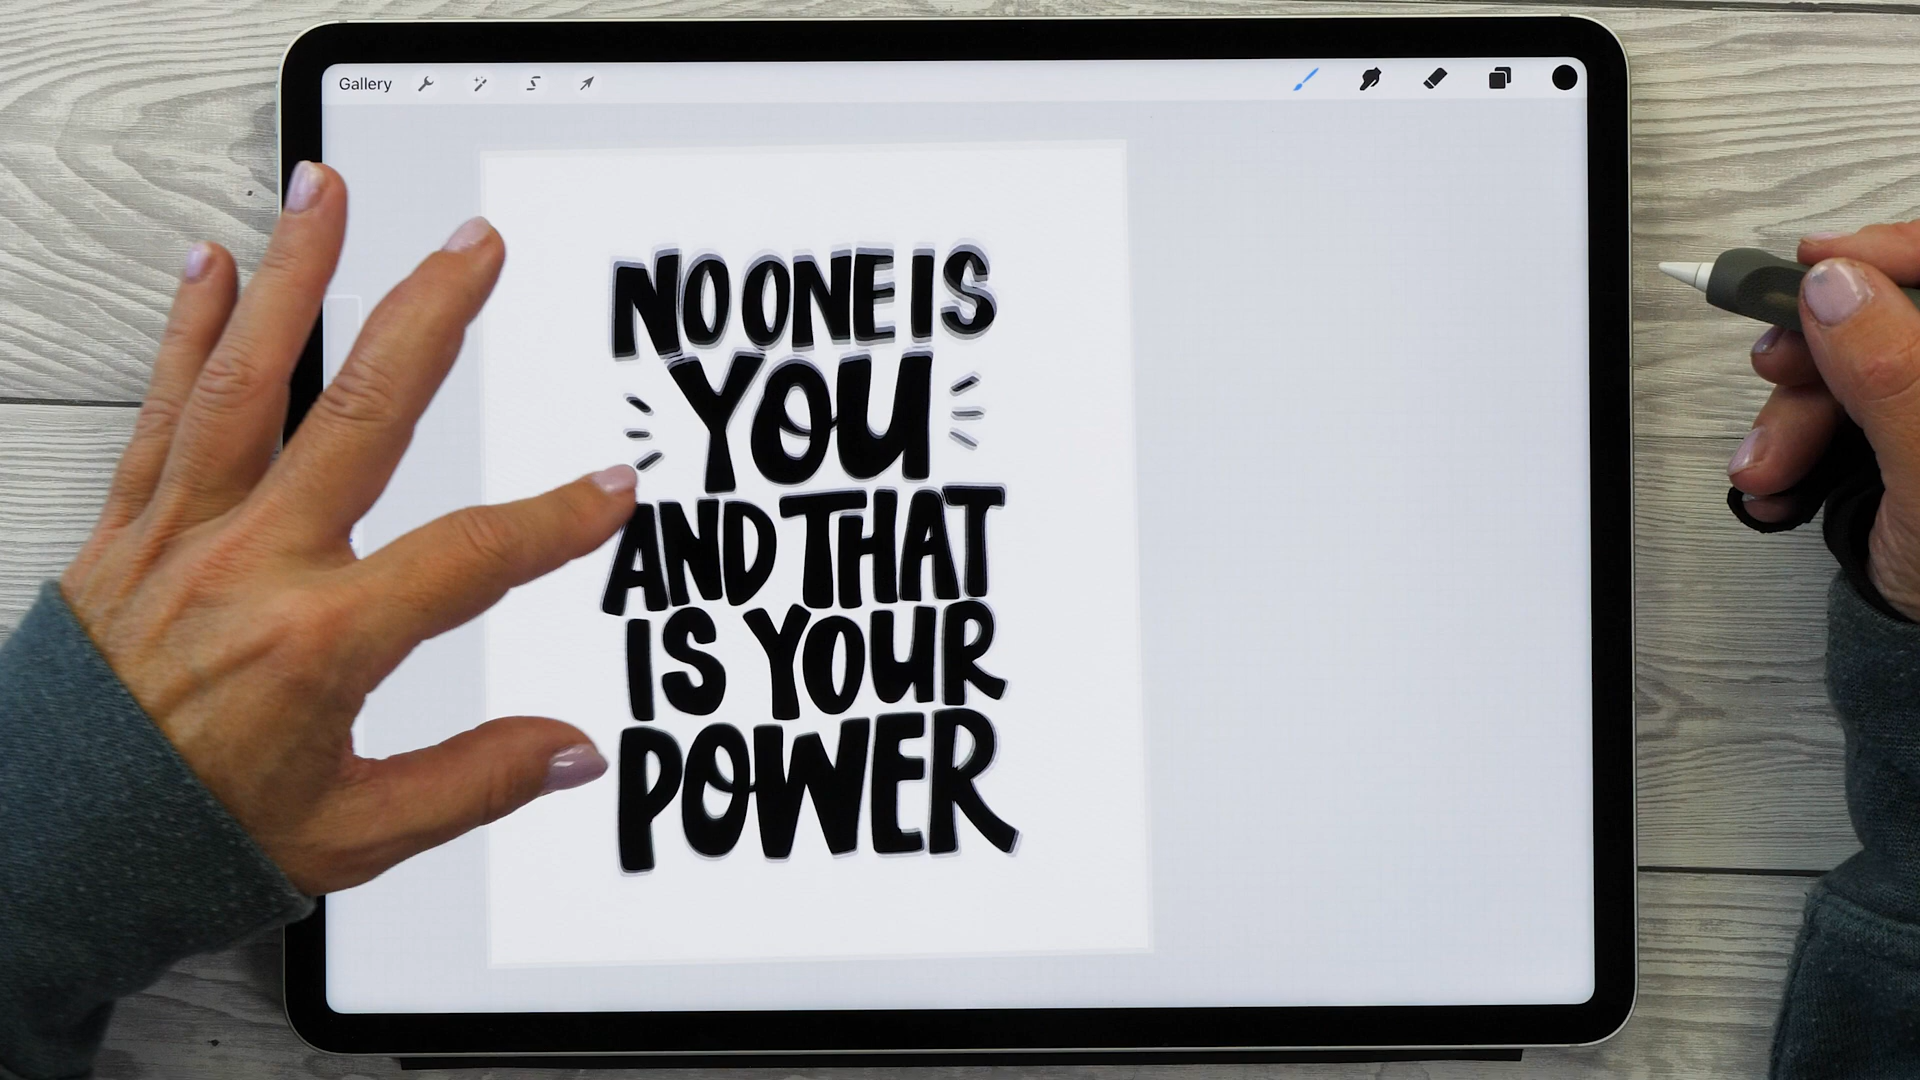 Gallery
NO ONE IS
YOU
AND THAT
IS YOUR
POWER